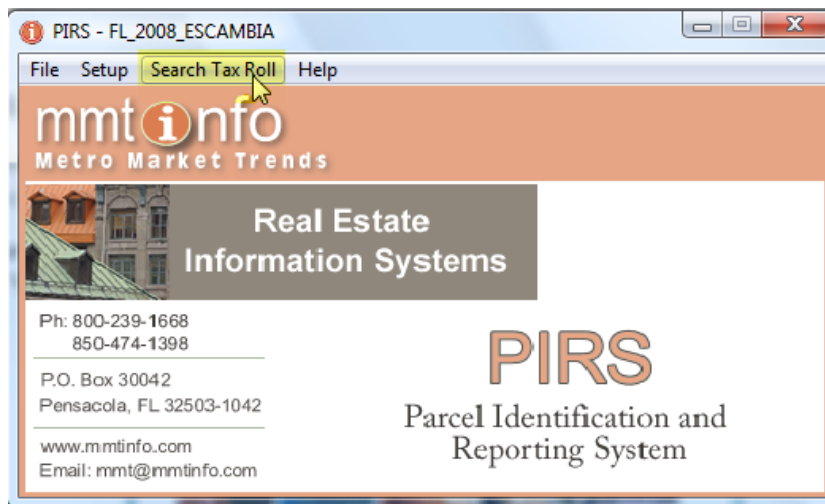 PIRS - FL_2008_ESCAMBIA
File Setup Search Tax Roll Help
mmtinfo
Metro Market Trends
Real Estate
Information Systems
Ph: 800-239-1668
850-474-1398
P.O. Box 30042
Pensacola, FL 32503-1042
www.mmtinfo.com
Email: mmt@mmtinfo.com
PIRS
Parcel Identification and
Reporting System